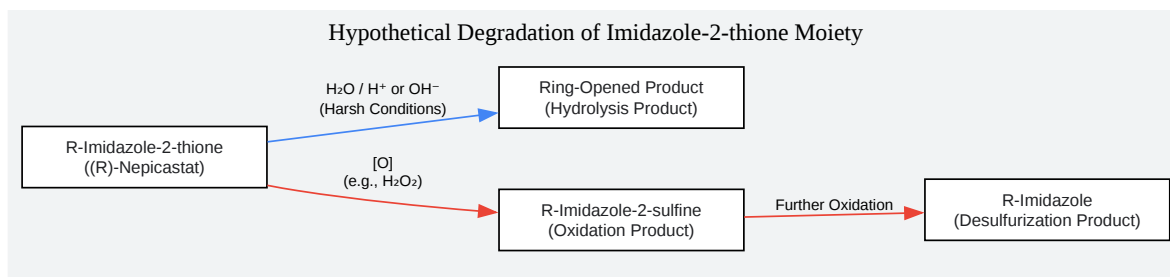 Hypothetical Degradation of Imidazole-2-thione Moiety
H₂O / H⁺ or OH⁻
(Harsh Conditions)
Ring-Opened Product
(Hydrolysis Product)
R-Imidazole-2-thione
((R)-Nepicastat)
[O]
(e.g., H₂O₂)
R-Imidazole-2-sulfine
(Oxidation Product)
Further Oxidation
R-Imidazole
(Desulfurization Product)